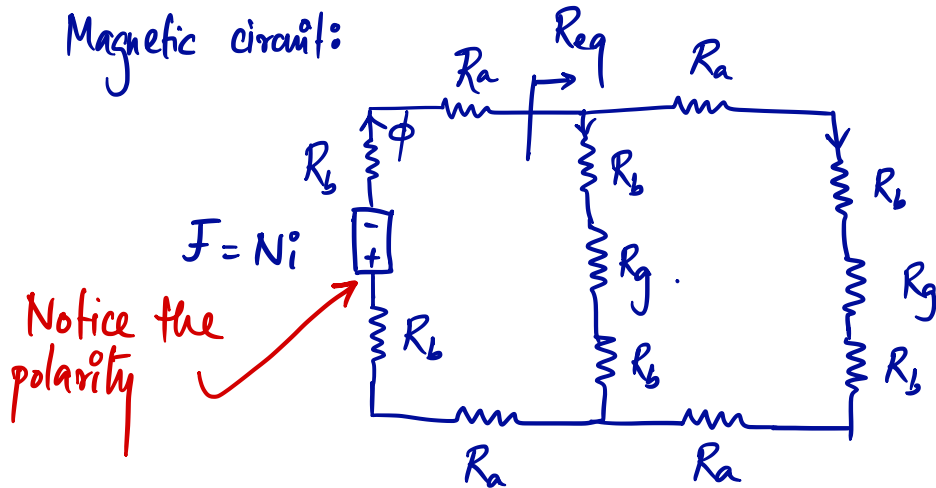 Magnetic circuit:
Req
Ra
Ra
ϕ
Rb
Rb
Rb
-
+
F = Ni
Rg
Rg
Notice the
polarity
Rb
Rb
Rb
Ra
Ra